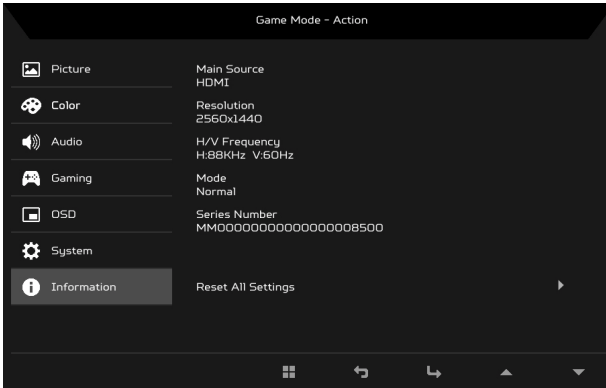 Game Mode - Action
Picture
Color
Audio
Gaming
OSD
System
Information
Main Source
HDMI
Resolution
2560x1440
H/V Frequency
H:88KHz V:60Hz
Mode
Normal
Series Number
MM00000000000000008500
Reset All Settings